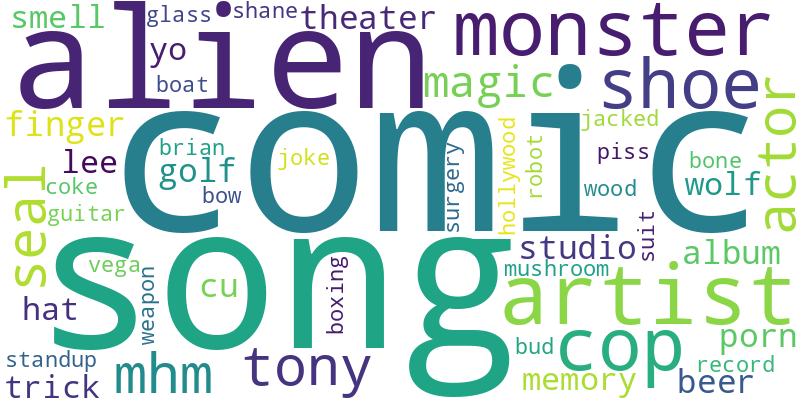 smell
glass
shane
theater
monster
alien
yo
boat
magic
shoe
finger
comic
jacked
actor
lee
brian
golf
joke
surgery
hollywood
robot
piss
bone
wolf
wood
seal
coke
bow
guitar
song
suit
studio
album
mushroom
vega
cu
weapon
boxing
artist
hat
porn
bud
cop
record
standup
trick
mhm
tony
memory
beer